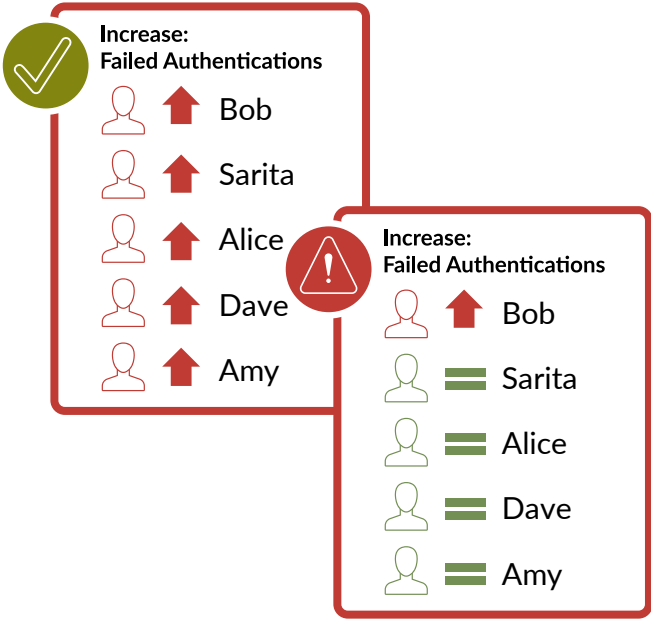 Increase:
Failed Authentications
Bob
Sarita
Alice
Dave
Amy
Increase:
Failed Authentications
Bob
Sarita
Alice
Dave
Amy